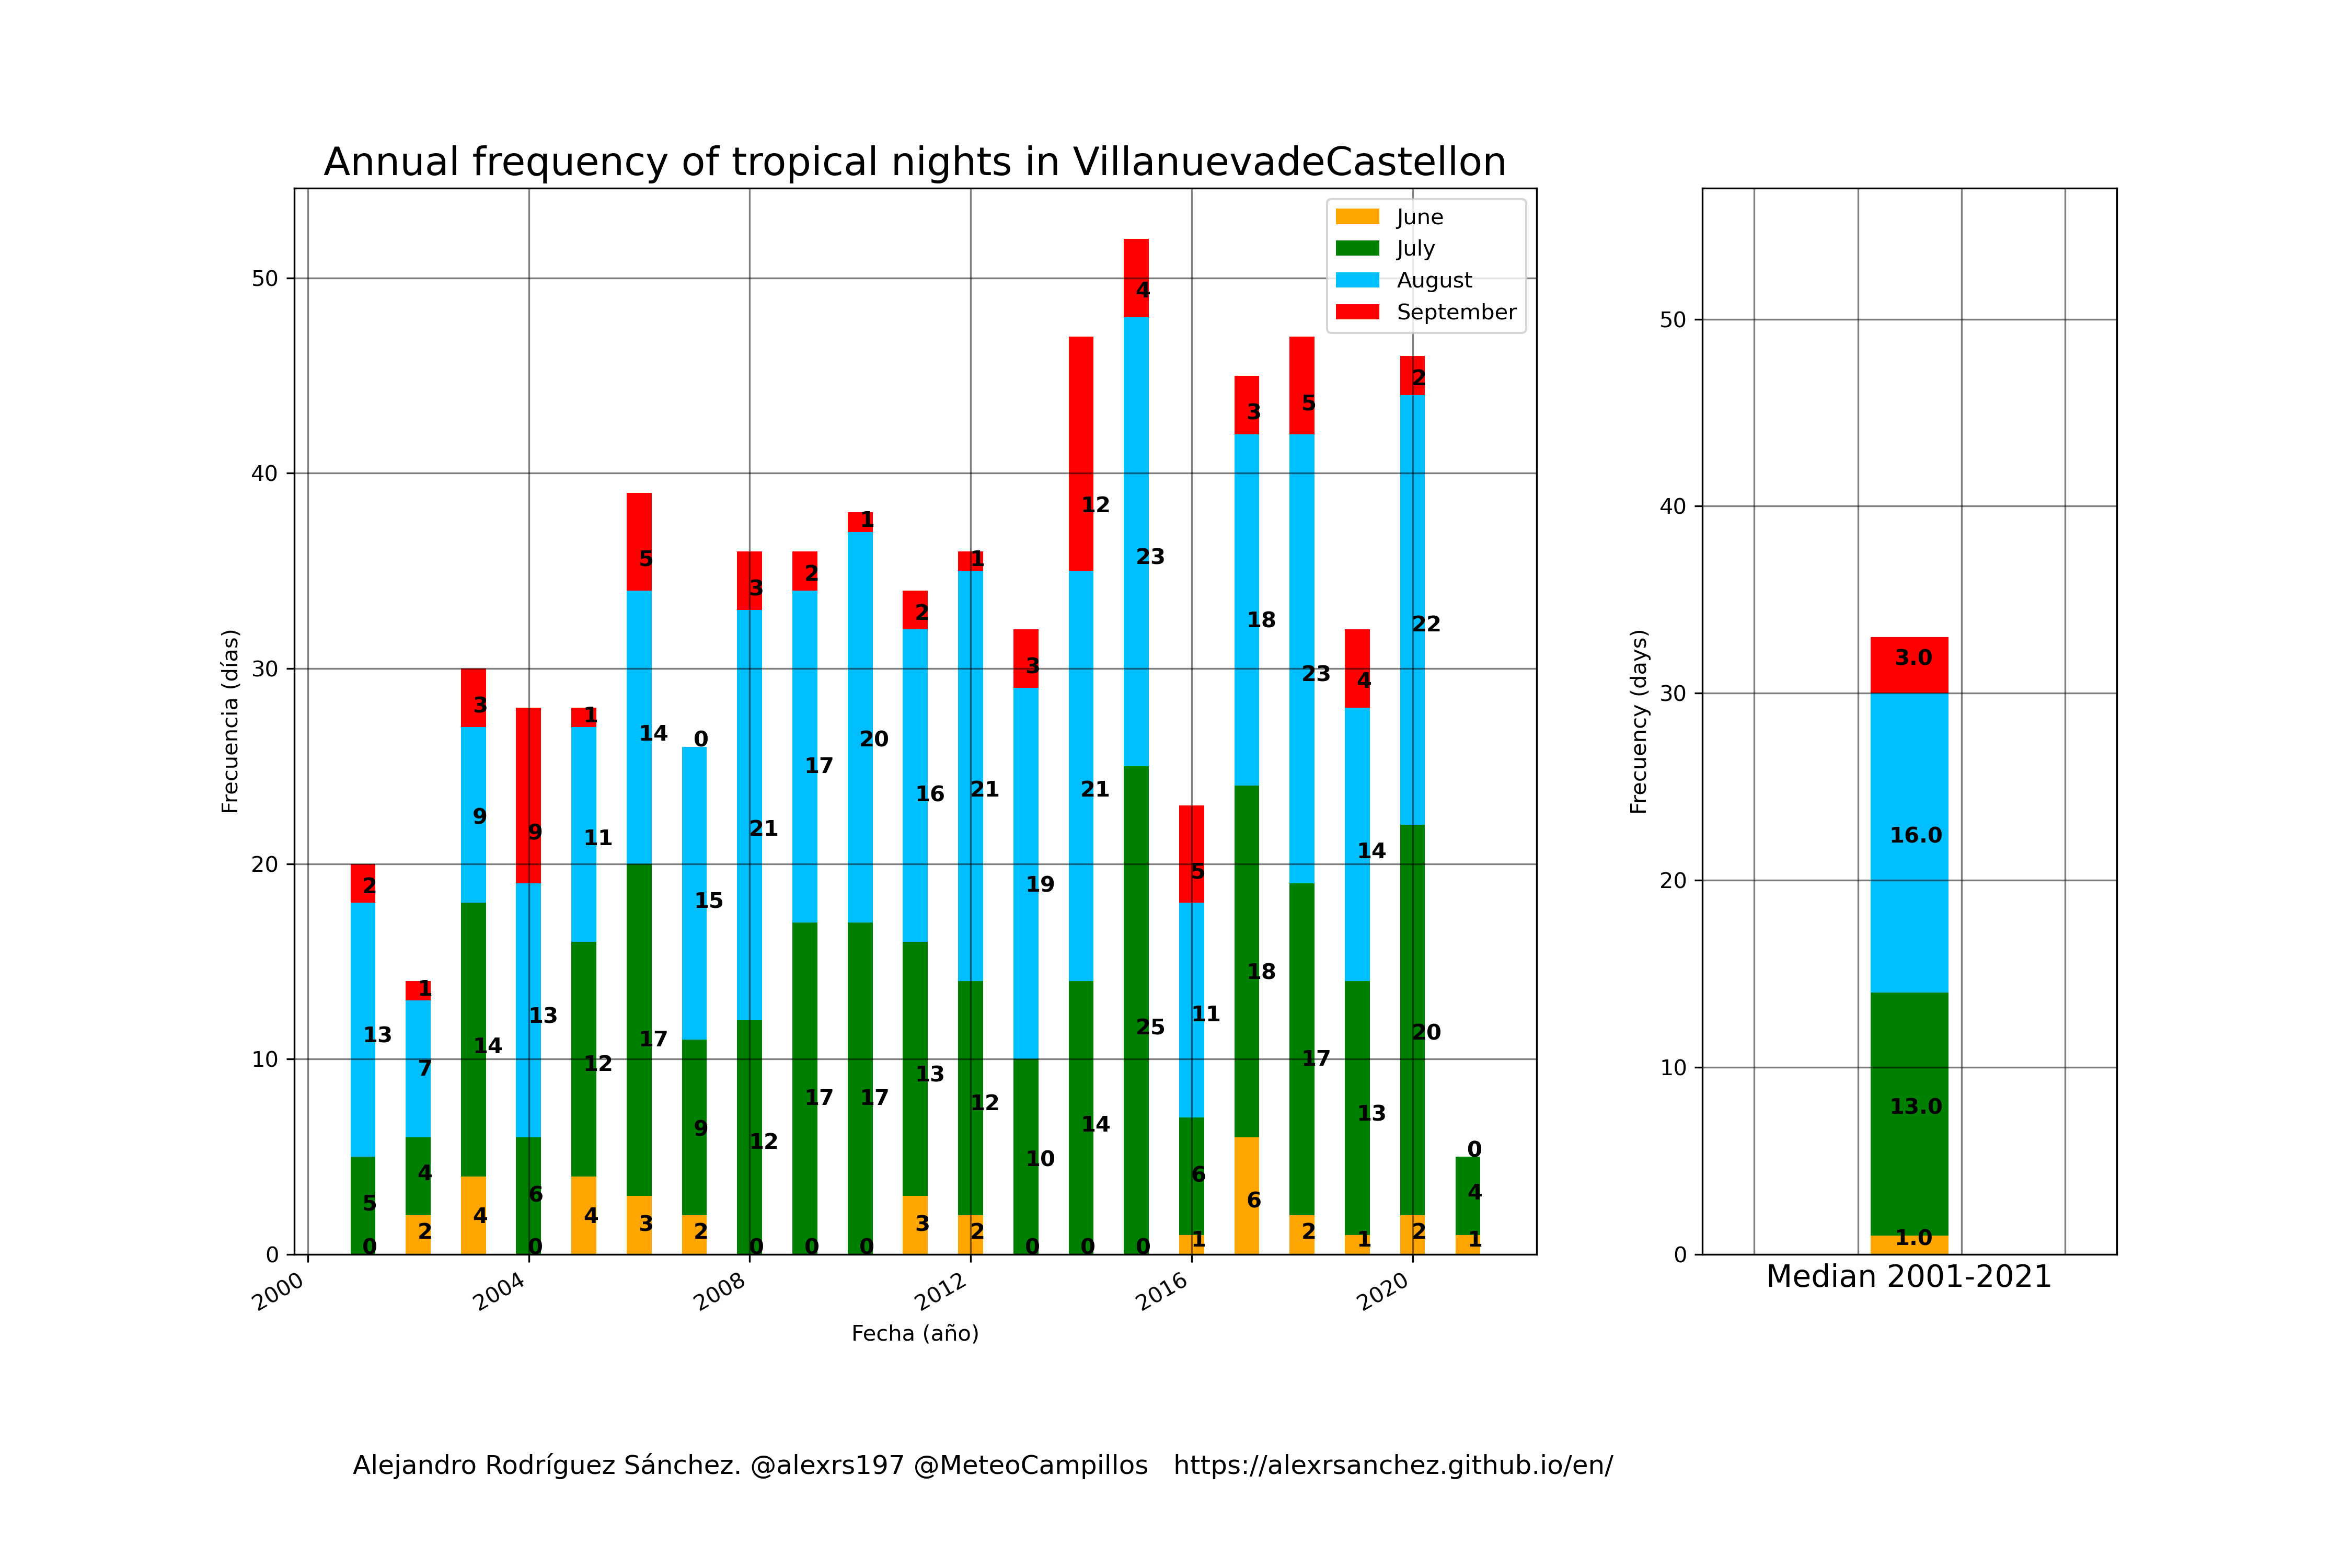 Annual frequency of tropical nights in VillanuevadeCastellon
June
July
August
September
Frecuencia (días)
50
40
30
20
10
0
2 13 5 0
1 7 4 2
3 9 14 4
9 13 6 0
1 11 12 4
5 14 17 3
0 15 9 2
3 21 12 0
2 17 17 0
1 20 17 0
2 16 13 3
1 21 12 2
3 19 10 0
12 21 14 0
4 23 25 0
5 11 6 1
3 18 18 6
5 23 17 2
4 14 13 1
2 22 20 2
0 4 1
2000 2004 2008 2012 2016 2020
Fecha (año)
Frecuency (days)
50
40
30
20
10
0
3.0
16.0
13.0
1.0
Median 2001-2021
Alejandro Rodríguez Sánchez. @alexrs197 @MeteoCampillos https://alexrsanchez.github.io/en/